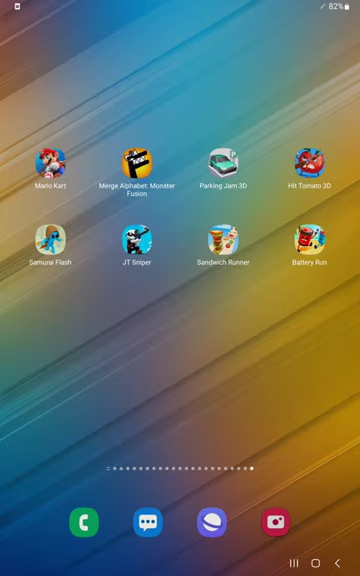 82%
Mario Kart
Merge Alphabet: Monster Fusion
Parking Jam 3D
Hit Tomato 3D
Samurai Flash
JT Sniper
Sandwich Runner
Battery Run